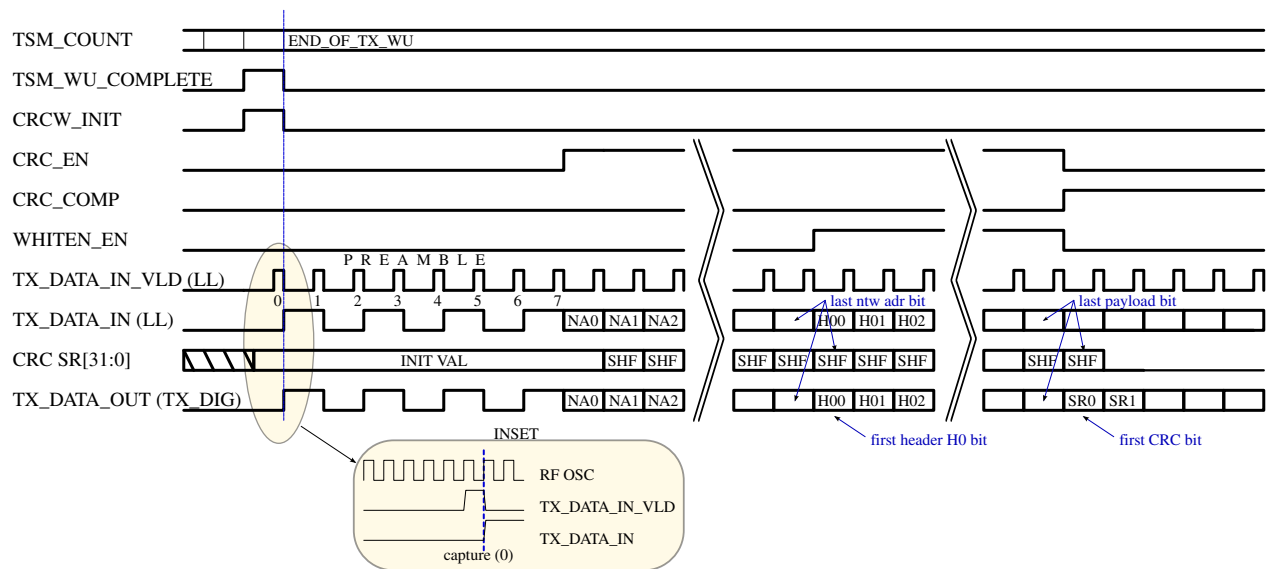 TSM_COUNT END_OF_TX_WU
TSM_WU_COMPLETE
CRCW_INIT
CRC_EN
CRC_COMP
WHITEN_EN
P R E A M B L E
TX_DATA_IN_VLD (LL)
0 1 2 3 4 5 6 7 last ntw adr bit last payload bit
TX_DATA_IN (LL) NA0 NA1 NA2 H00 H01 H02
CRC SR[31:0] INIT VAL SHF SHF SHF SHF SHF SHF SHF SHF SHF
TX_DATA_OUT (TX_DIG) NA0 NA1 NA2 H00 H01 H02 SR0 SR1
INSET first header H0 bit first CRC bit
RF OSC
TX_DATA_IN_VLD
TX_DATA_IN
capture (0)